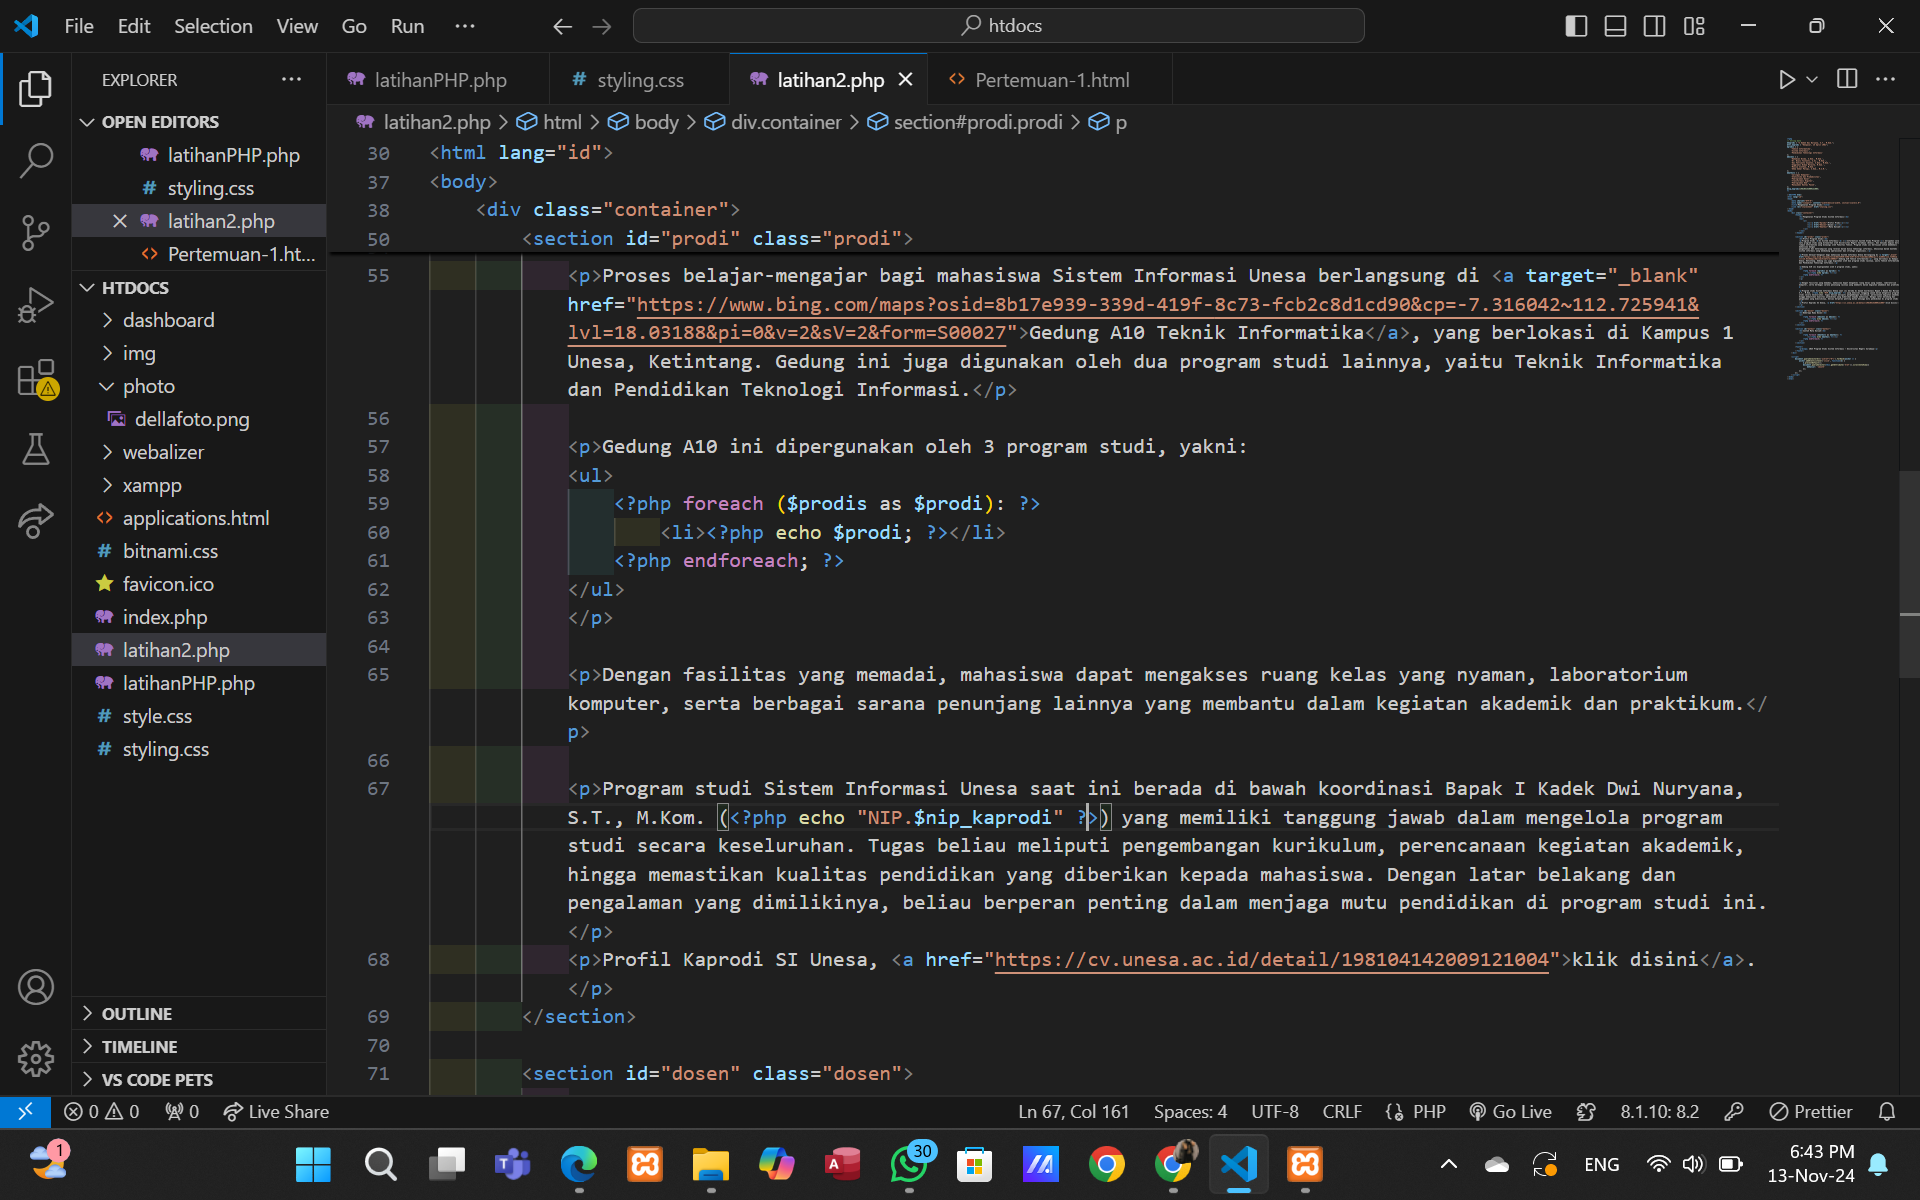 File Edit Selection View Go Run ···
htdocs
EXPLORER
OPEN EDITORS
latihanPHP.php
# styling.css
latihan2.php
<> Pertemuan-1.ht...
HTDOCS
dashboard
img
photo
dellafoto.png
webalizer
xampp
<> applications.html
# bitnami.css
favicon.ico
index.php
latihan2.php
latihanPHP.php
# style.css
# styling.css
OUTLINE
TIMELINE
VS CODE PETS
latihanPHP.php # styling.css latihan2.php <> Pertemuan-1.html
latihan2.php > html > body > div.container > section#prodi.prodi > p
30 <html lang="id">
37 <body>
38 <div class="container">
50 <section id="prodi" class="prodi">
55 <p>Proses belajar-mengajar bagi mahasiswa Sistem Informasi Unesa berlangsung di <a target="_blank"
href="https://www.bing.com/maps?osid=8b17e939-339d-419f-8c73-fcb2c8d1cd90&cp=-7.316042~112.725941&
lvl=18.03188&pi=0&v=2&sV=2&form=S00027">Gedung A10 Teknik Informatika</a>, yang berlokasi di Kampus 1
Unesa, Ketintang. Gedung ini juga digunakan oleh dua program studi lainnya, yaitu Teknik Informatika
dan Pendidikan Teknologi Informasi.</p>
56
57 <p>Gedung A10 ini dipergunakan oleh 3 program studi, yakni:
58 <ul>
59 <?php foreach ($prodis as $prodi): ?>
60 <li><?php echo $prodi; ?></li>
61 <?php endforeach; ?>
62 </ul>
63 </p>
64
65 <p>Dengan fasilitas yang memadai, mahasiswa dapat mengakses ruang kelas yang nyaman, laboratorium
komputer, serta berbagai sarana penunjang lainnya yang membantu dalam kegiatan akademik dan praktikum.</
p>
66
67 <p>Program studi Sistem Informasi Unesa saat ini berada di bawah koordinasi Bapak I Kadek Dwi Nuryana,
S.T., M.Kom. (<?php echo "NIP.$nip_kaprodi" ?>) yang memiliki tanggung jawab dalam mengelola program
studi secara keseluruhan. Tugas beliau meliputi pengembangan kurikulum, perencanaan kegiatan akademik,
hingga memastikan kualitas pendidikan yang diberikan kepada mahasiswa. Dengan latar belakang dan
pengalaman yang dimilikinya, beliau berperan penting dalam menjaga mutu pendidikan di program studi ini.
</p>
68 <p>Profil Kaprodi SI Unesa, <a href="https://cv.unesa.ac.id/detail/198104142009121004">klik disini</a>.
</p>
69 </section>
70
71 <section id="dosen" class="dosen">
0 0 0 Live Share Ln 67, Col 161 Spaces: 4 UTF-8 CRLF PHP Go Live 8.1.10: 8.2 Prettier
1 30 ENG 6:43 PM
13-Nov-24